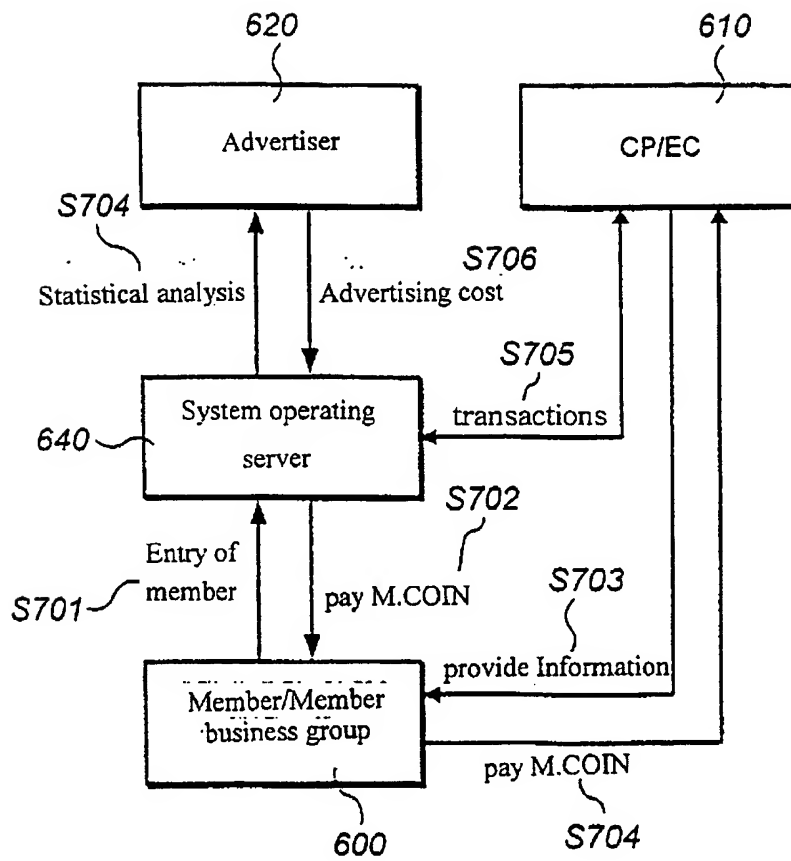 620
610
Advertiser
CP/EC
S704
S706
Statistical analysis
Advertising cost
S705
System operating
server
transactions
640
S702
Entry of
member
S701
pay M.COIN
S703
provide Information
Member/Member
business group
pay M.COIN
600
S704